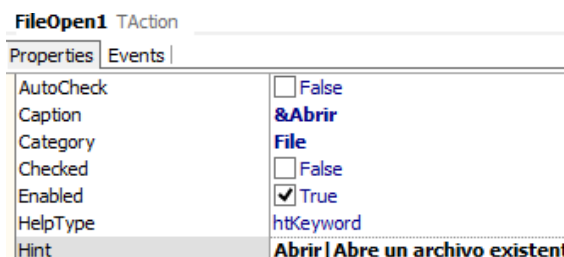 FileOpen1 TAction
Properties Events
AutoCheck False
Caption &Abrir
Category File
Checked False
Enabled True
HelpType htKeyword
Hint Abrir|Abre un archivo